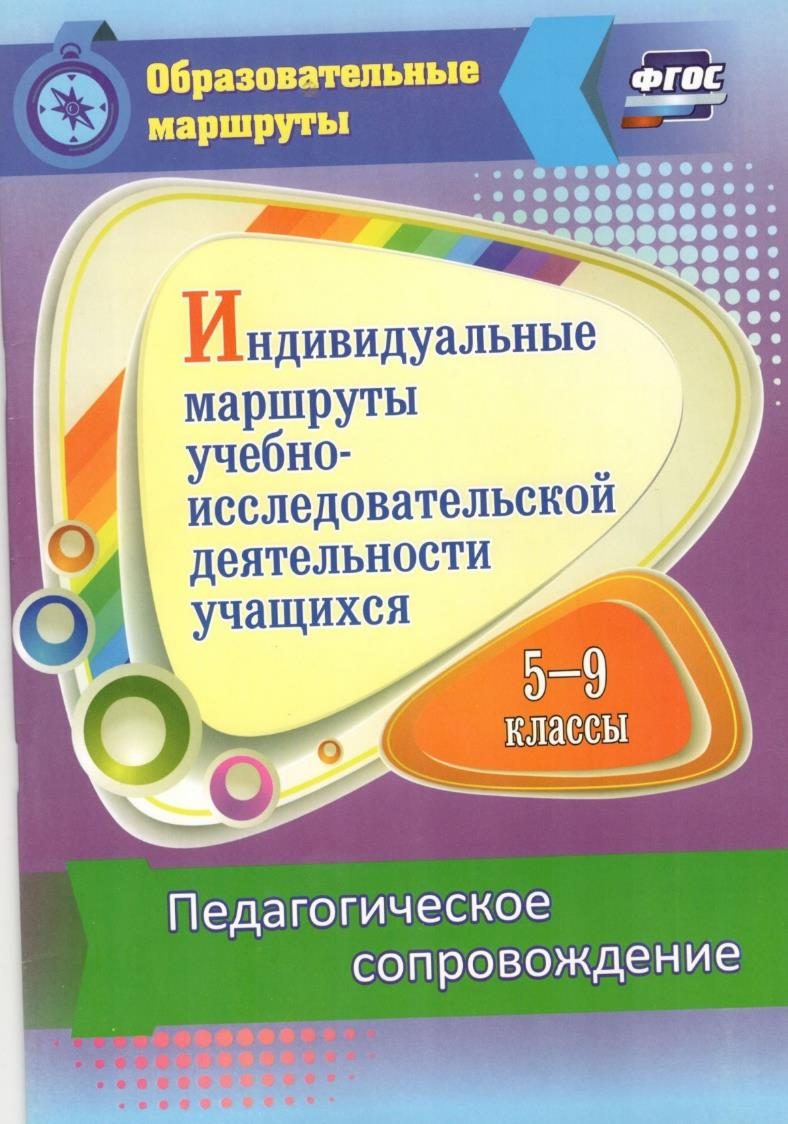 Образовательные
маршруты
ФГОС
Индивидуальные
маршруты
учебно-
исследовательской
деятельности
учащихся
5–9
классы
Педагогическое
сопровождение